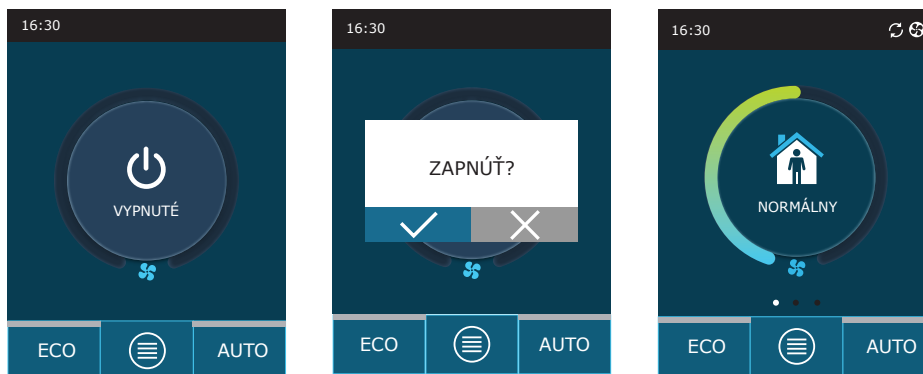 16:30
VYPNUTÉ
ECO
AUTO
16:30
ZAPNÚŤ?
ECO
AUTO
16:30
NORMÁLNY
ECO
AUTO